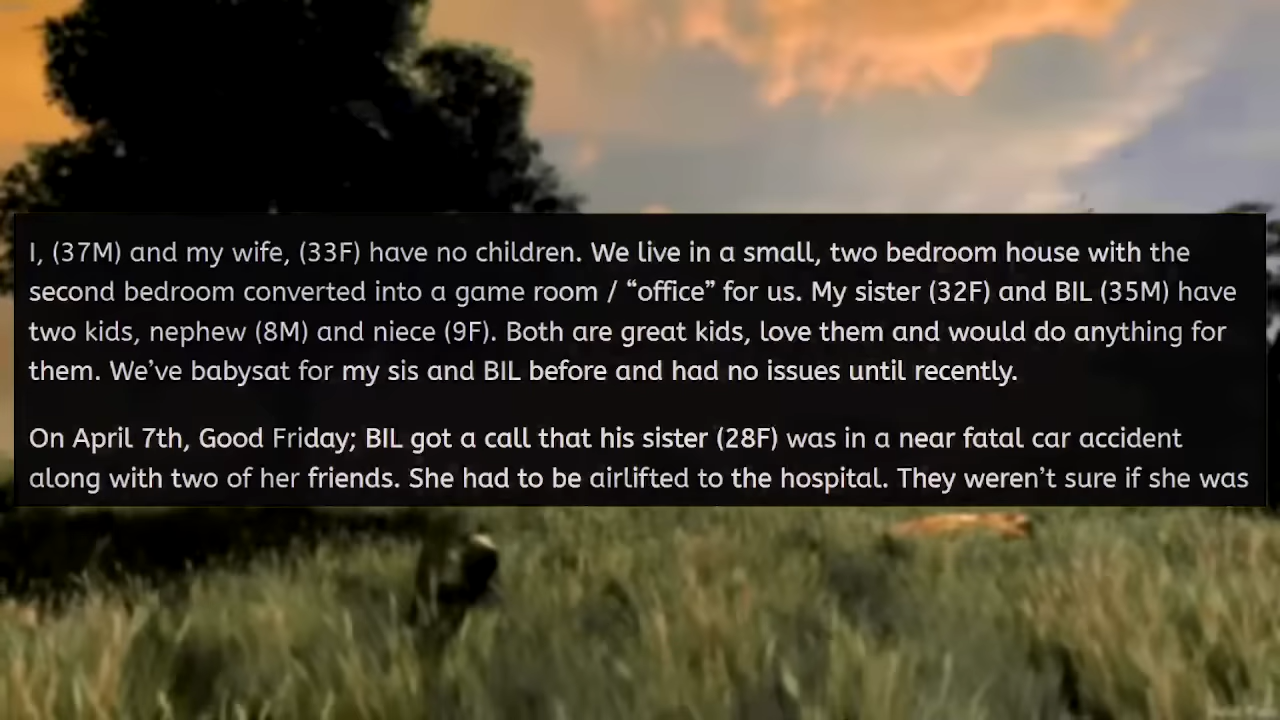 I, (37M) and my wife, (33F) have no children. We live in a small, two bedroom house with the
second bedroom converted into a game room / “office” for us. My sister (32F) and BIL (35M) have
two kids, nephew (8M) and niece (9F). Both are great kids, love them and would do anything for
them. We’ve babysat for my sis and BIL before and had no issues until recently.
On April 7th, Good Friday; BIL got a call that his sister (28F) was in a near fatal car accident
along with two of her friends. She had to be airlifted to the hospital. They weren’t sure if she was